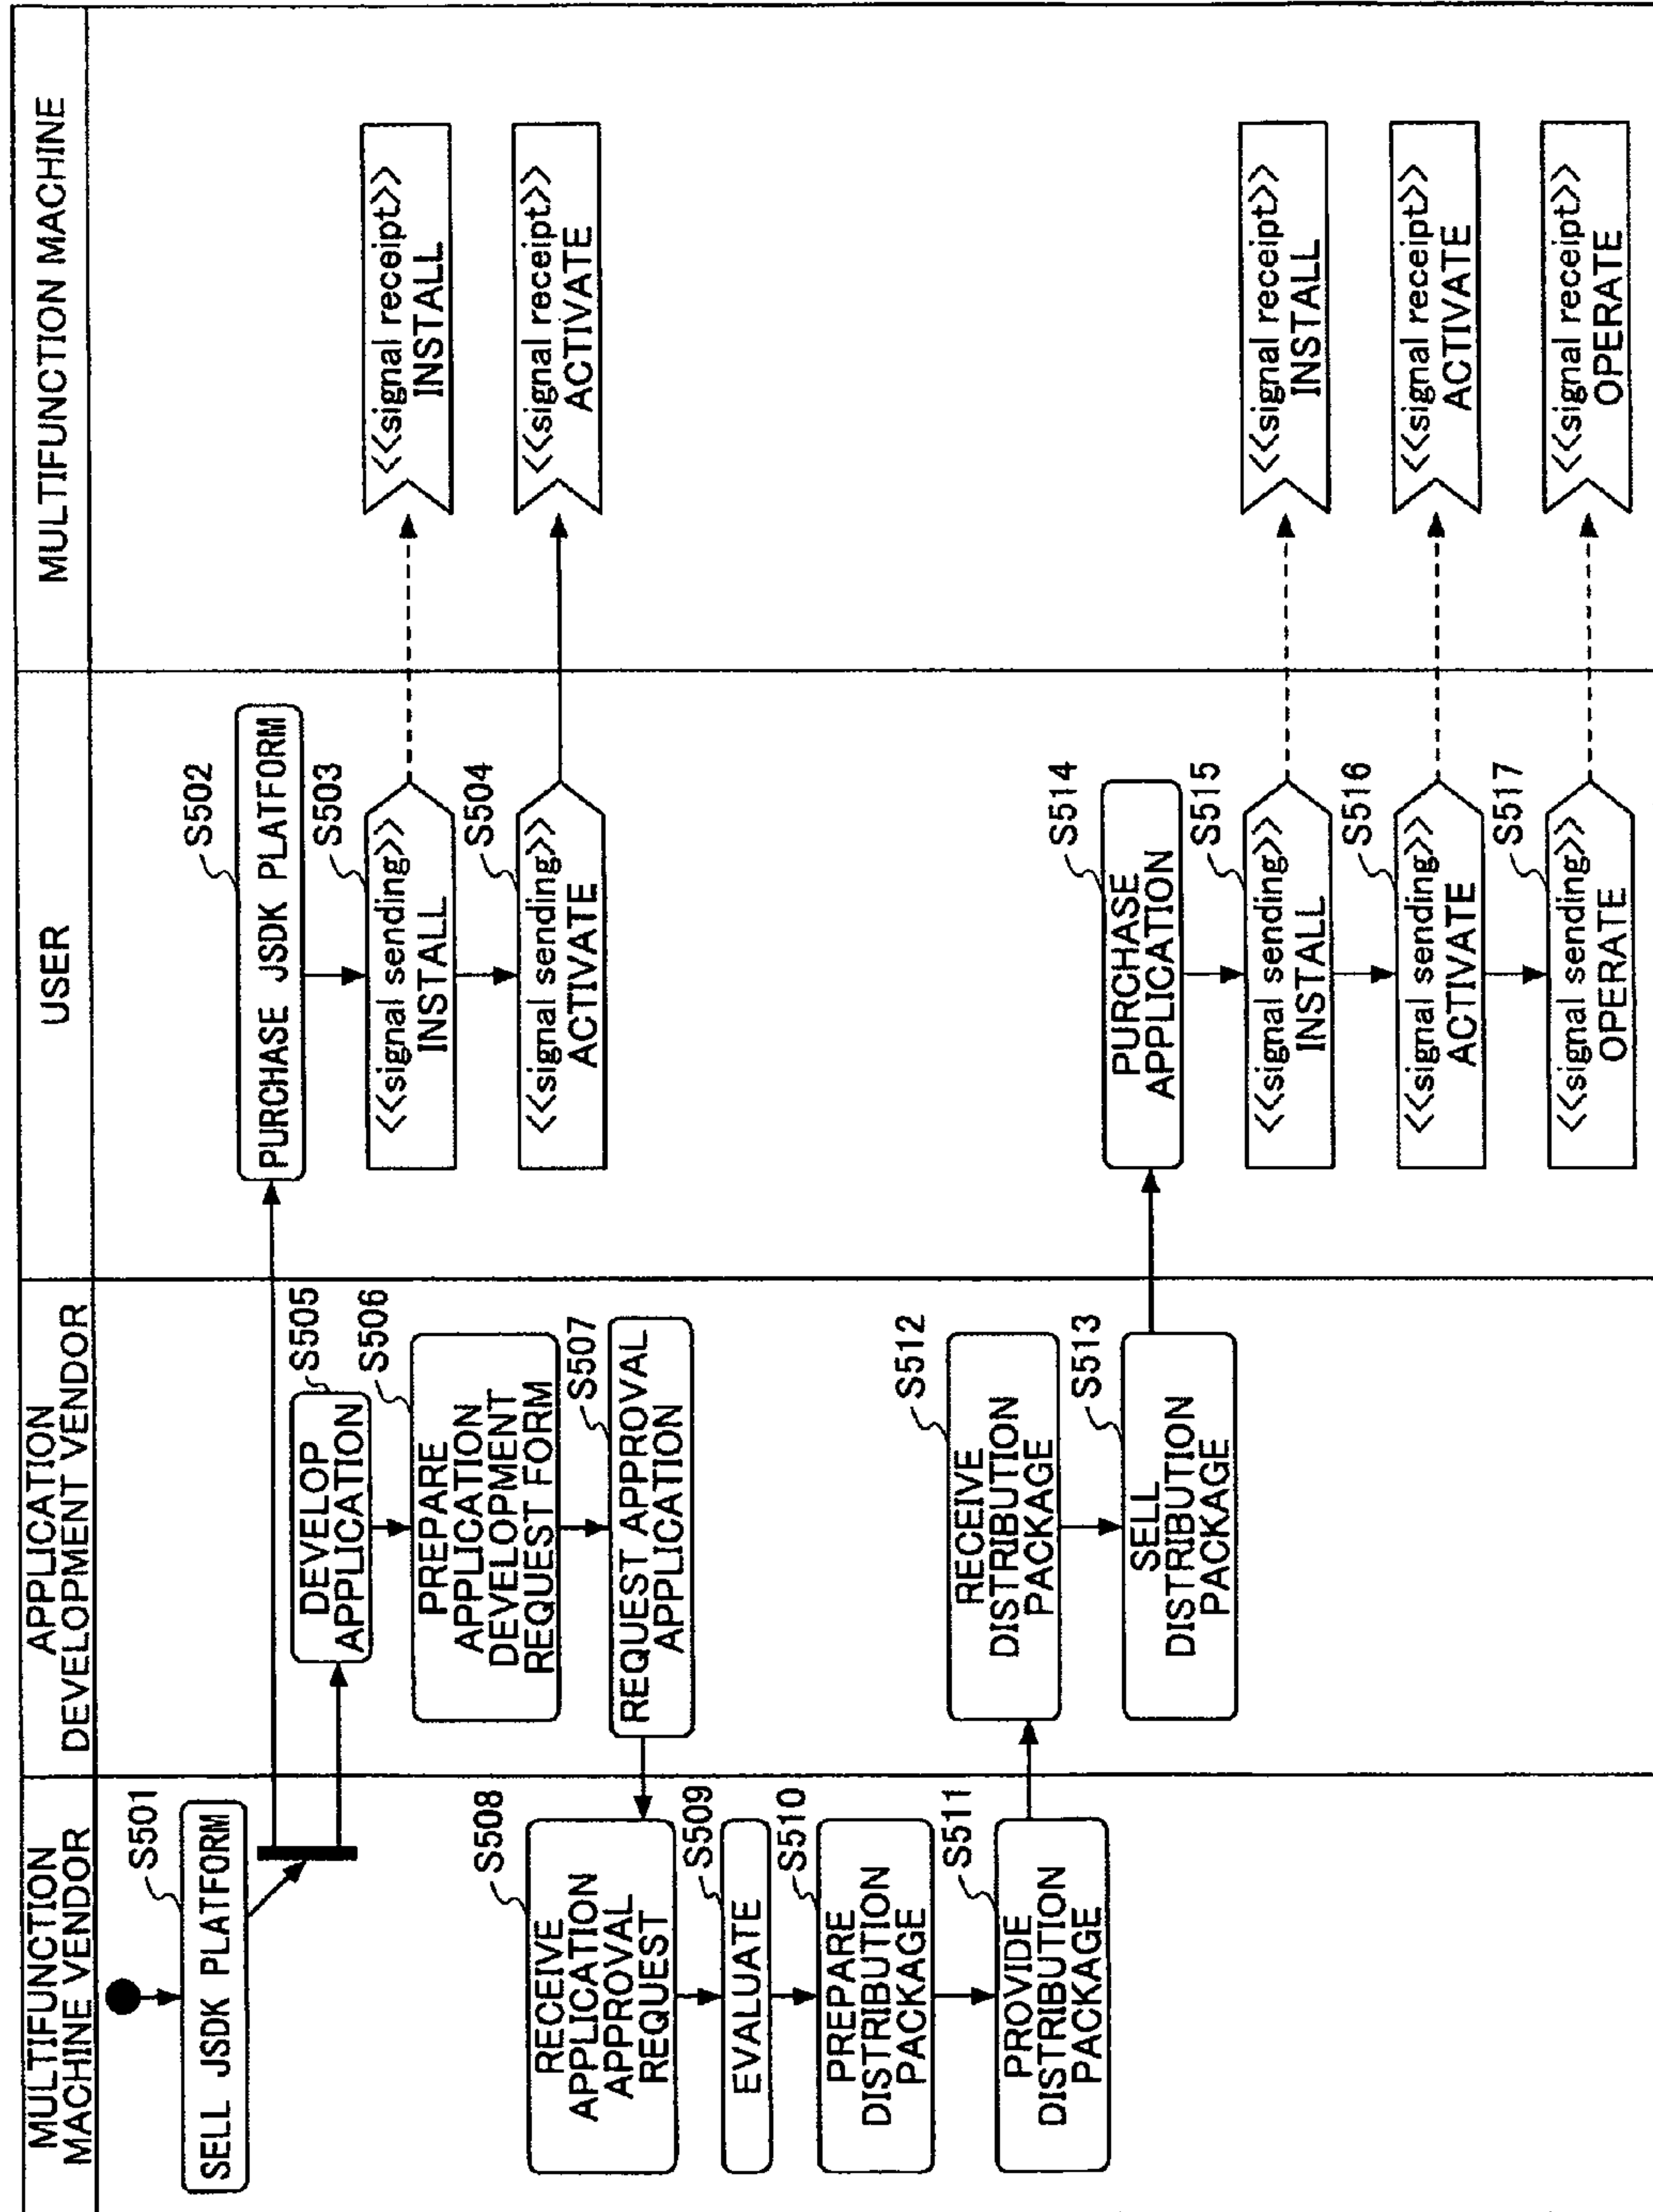 MULTIFUNCTION
MACHINE VENDOR
APPLICATION
DEVELOPMENT VENDOR
USER
MULTIFUNCTION MACHINE
S501
SELL JSDK PLATFORM
S502
PURCHASE JSDK PLATFORM
S503
<<signal sending>>
INSTALL
<<signal receipt>>
INSTALL
S504
<<signal sending>>
ACTIVATE
<<signal receipt>>
ACTIVATE
S505
DEVELOP
APPLICATION
S506
PREPARE
APPLICATION
DEVELOPMENT
REQUEST FORM
S507
REQUEST APPROVAL
APPLICATION
S508
RECEIVE
APPLICATION
APPROVAL
REQUEST
S509
EVALUATE
S510
PREPARE
DISTRIBUTION
PACKAGE
S511
PROVIDE
DISTRIBUTION
PACKAGE
S512
RECEIVE
DISTRIBUTION
PACKAGE
S513
SELL
DISTRIBUTION
PACKAGE
S514
PURCHASE
APPLICATION
S515
<<signal sending>>
INSTALL
<<signal receipt>>
INSTALL
S516
<<signal sending>>
ACTIVATE
<<signal receipt>>
ACTIVATE
S517
<<signal sending>>
OPERATE
<<signal receipt>>
OPERATE